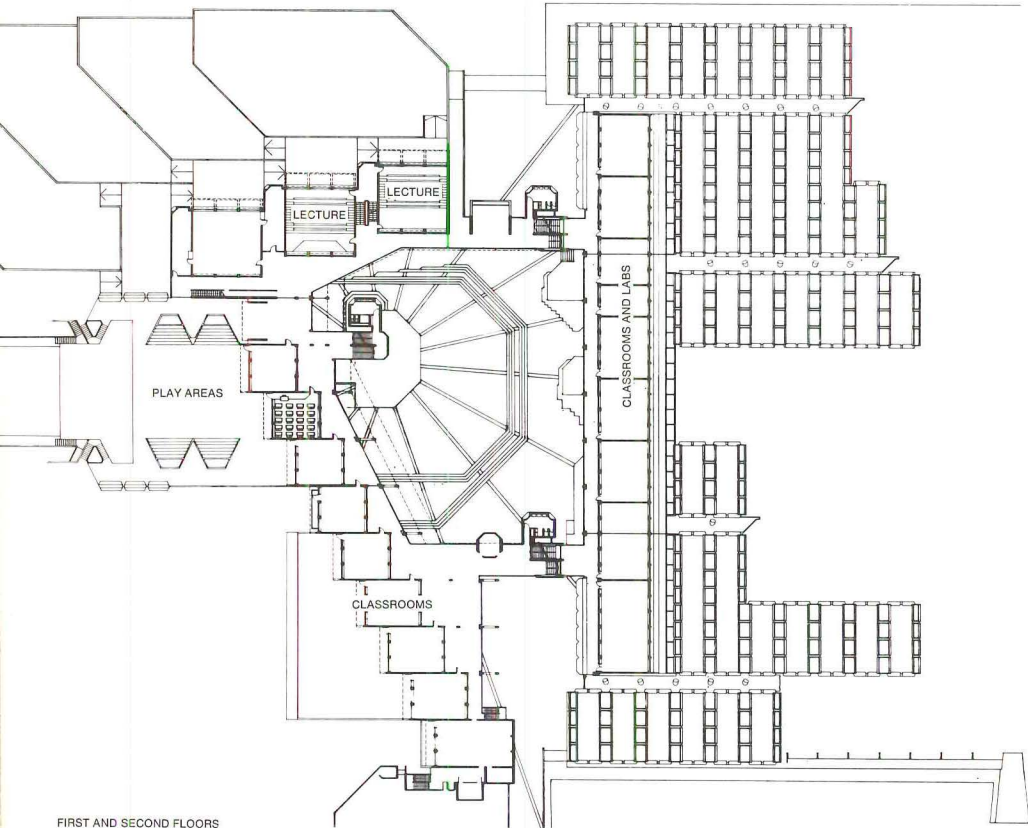 LECTURE
LECTURE
PLAY AREAS
CLASSROOMS AND LABS
CLASSROOMS
FIRST AND SECOND FLOORS